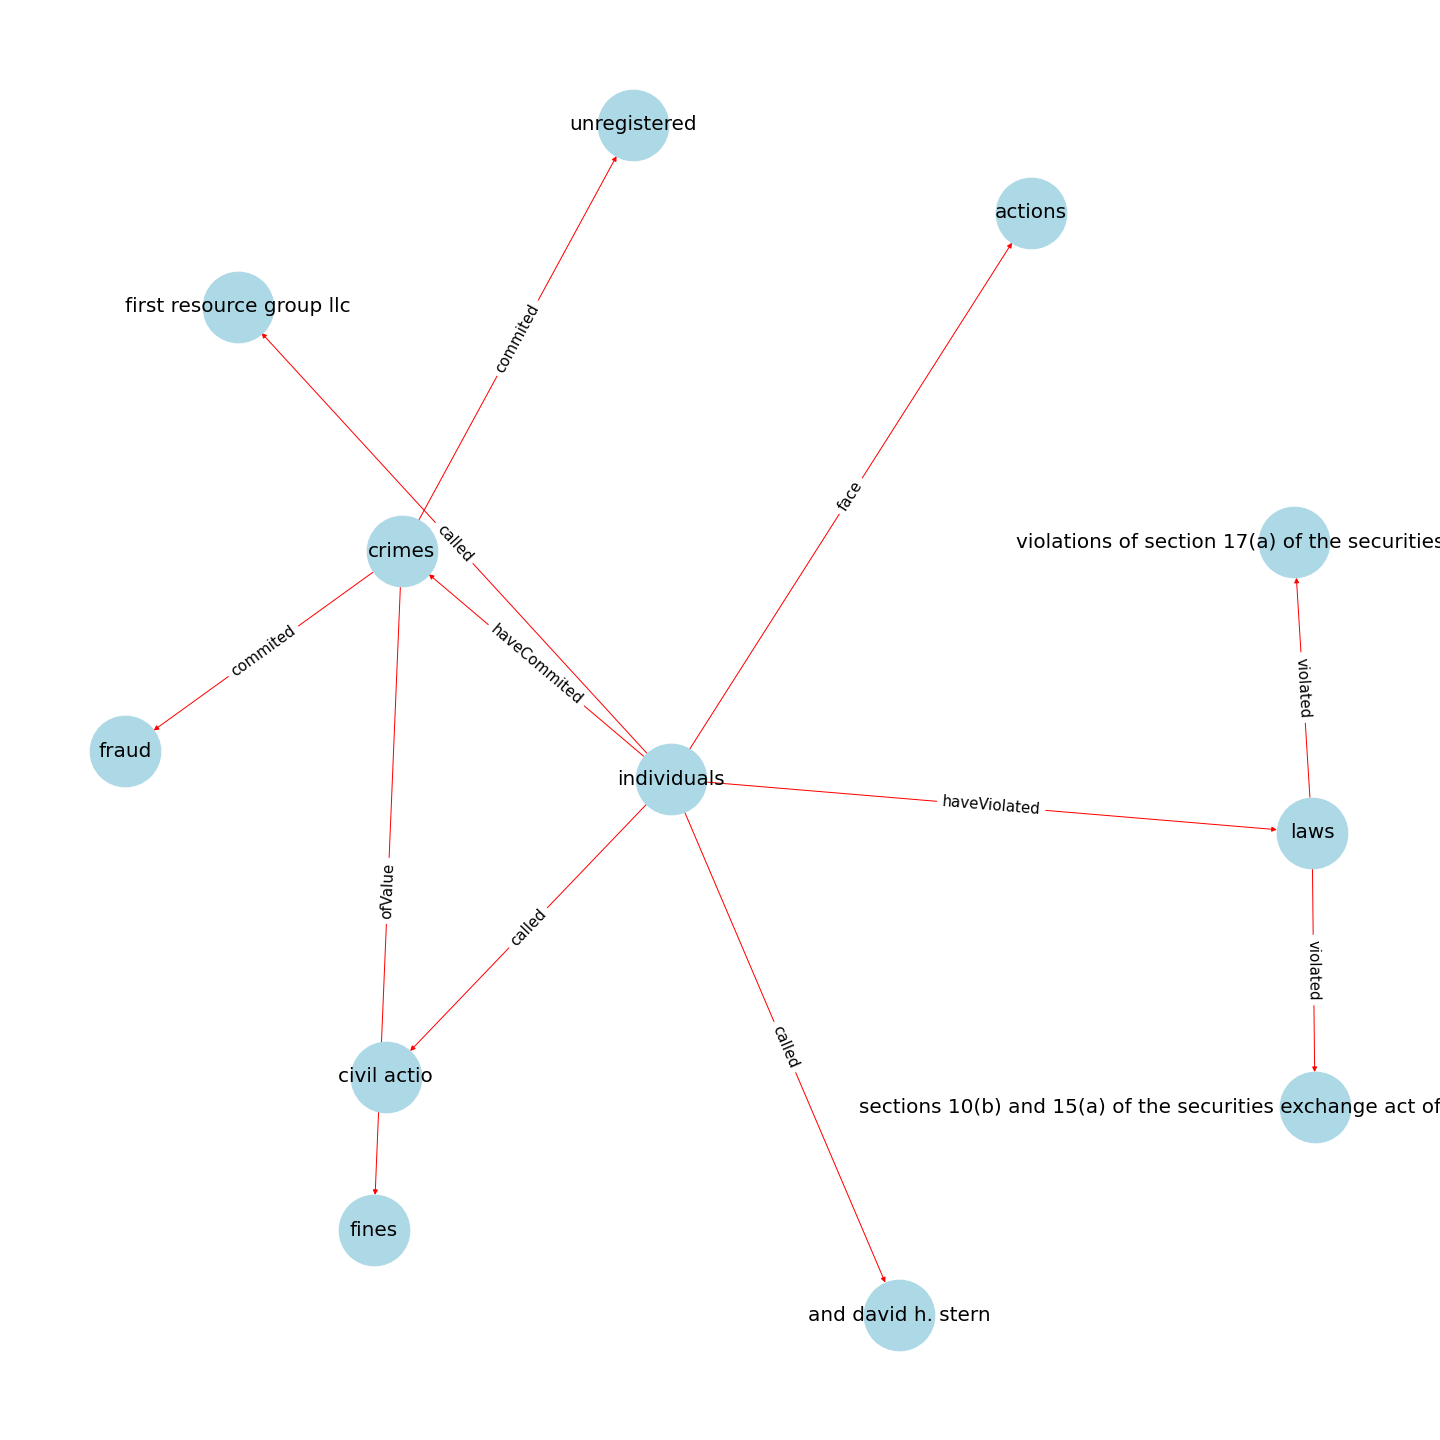 unregistered
actions
first resource group llc
commited
face
called
violations of section 17(a) of the securities
crimes
haveCommited
commited
violated
fraud
individuals
haveViolated
laws
ofValue
called
violated
called
civil actio
sections 10(b) and 15(a) of the securities exchange act of
fines
and david h. stern